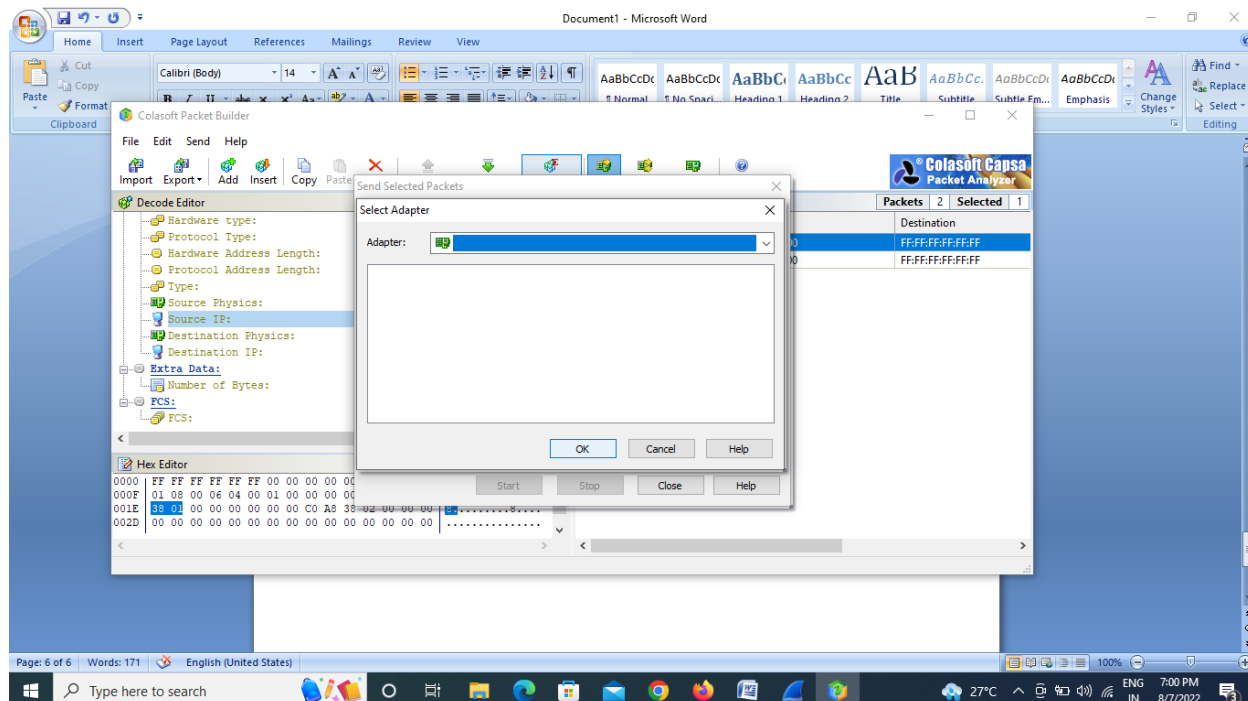 Document1 - Microsoft Word
Home Insert Page Layout References Mailings Review View
Cut
Copy
Format
Paste
Clipboard
Calibri (Body) 14
AaBbCcDc AaBbCcDc AaBbC AaBbCc AaB AaBbCc. AaBbCcDc AaBbCcDc
¶ Normal ¶ No Spaci... Heading 1 Heading 2 Title Subtitle Subtle Em... Emphasis
Change Styles
Find
Replace
Select
Editing
Colasoft Packet Builder
File Edit Send Help
Import Export Add Insert Copy Paste
Colasoft Capsa
Packet Analyzer
Decode Editor
Packets 2 Selected 1
Hardware type:
Protocol Type:
Hardware Address Length:
Protocol Address Length:
Type:
Source Physics:
Source IP:
Destination Physics:
Destination IP:
Extra Data:
Number of Bytes:
FCS:
FCS:
Send Selected Packets
Select Adapter
Adapter:
OK Cancel Help
Start Stop Close Help
Destination
FF:FF:FF:FF:FF:FF
FF:FF:FF:FF:FF:FF
Hex Editor
0000 FF FF FF FF FF FF 00 00 00 00 00
000F 01 08 00 06 04 00 01 00 00 00 00
001E 38 01 00 00 00 00 00 00 C0 A8 38 02 00 00 00 8.........8....
002D 00 00 00 00 00 00 00 00 00 00 00 00 00 00 00 ...............
Page: 6 of 6 Words: 171 English (United States) 100%
Type here to search
27°C
ENG
IN
7:00 PM
8/7/2022